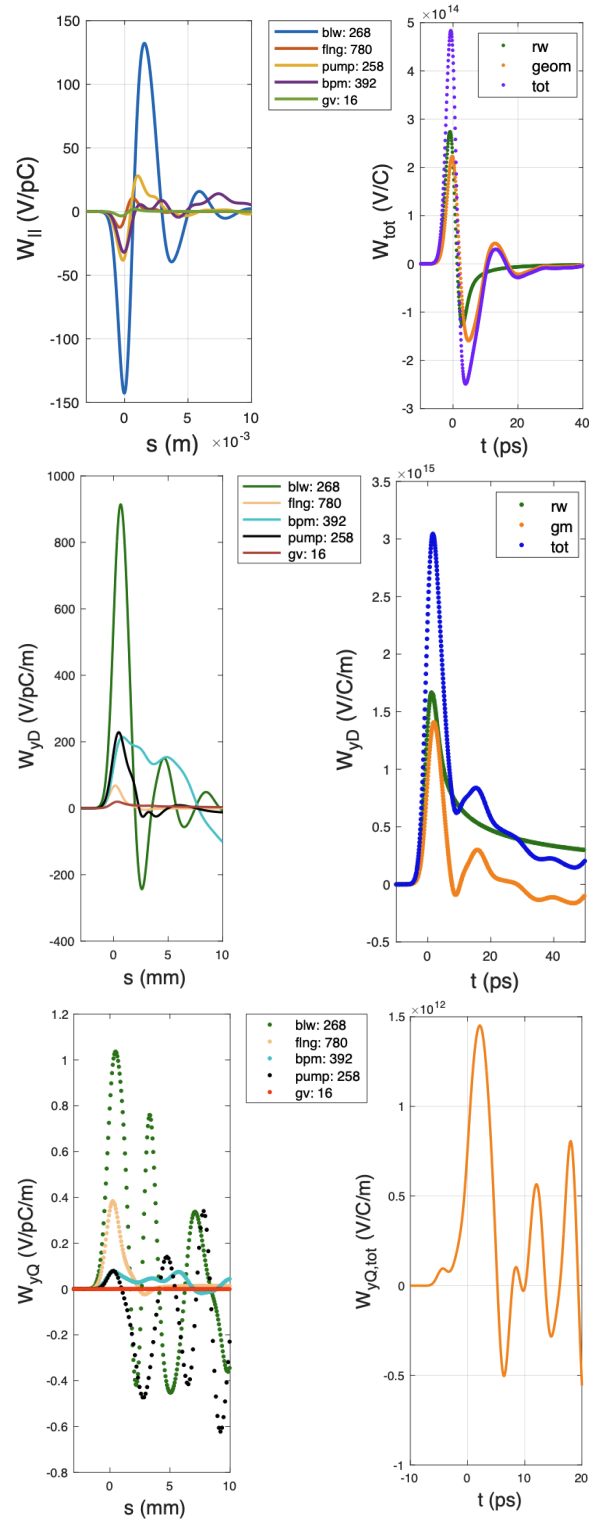 150
100
50
0
-50
-100
-150
W|| (V/pC)
0
5
10
s (m)
×10-3
blw: 268
flng: 780
pump: 258
bpm: 392
gv: 16
×1014
5
4
3
2
1
0
-1
-2
-3
Wtot (V/C)
0
20
40
t (ps)
rw
geom
tot
1000
800
600
400
200
0
-200
-400
WyD (V/pC/m)
0
5
10
s (mm)
blw: 268
flng: 780
bpm: 392
pump: 258
gv: 16
×1015
3.5
3
2.5
2
1.5
1
0.5
0
-0.5
WyD (V/C/m)
0
20
40
t (ps)
rw
gm
tot
1.2
1
0.8
0.6
0.4
0.2
0
-0.2
-0.4
-0.6
-0.8
WyQ (V/pC/m)
0
5
10
s (mm)
blw: 268
flng: 780
bpm: 392
pump: 258
gv: 16
×1012
1.5
1
0.5
0
-0.5
-1
WyQ,tot (V/C/m)
-10
0
10
20
t (ps)